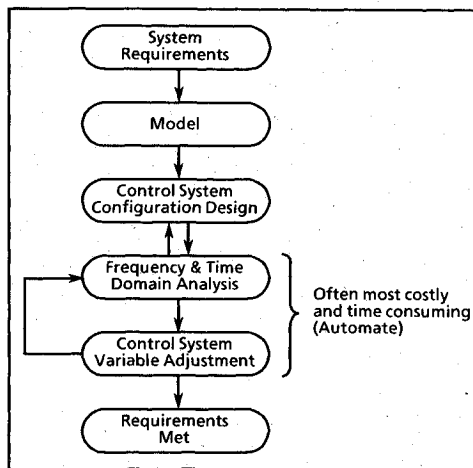 System
Requirements
Model
Control System
Configuration Design
Frequency & Time
Domain Analysis
Often most costly
and time consuming
(Automate)
Control System
Variable Adjustment
Requirements
Met